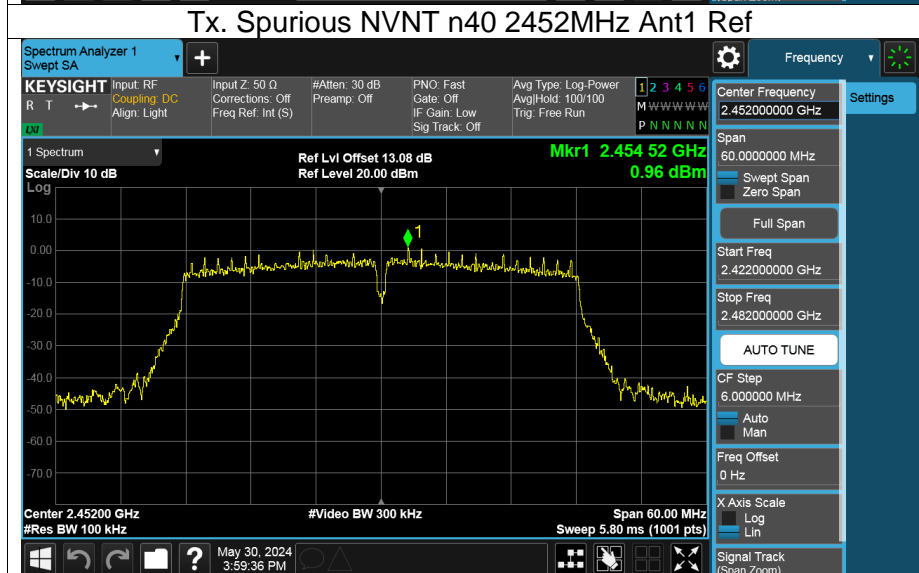 (Span Zoom)
Tx. Spurious NVNT n40 2452MHz Ant1 Ref
Spectrum Analyzer 1
Swept SA
Frequency
KEYSIGHT
R T
LXI
Input: RF
Coupling: DC
Align: Light
Input Z: 50 Ω
Corrections: Off
Freq Ref: Int (S)
#Atten: 30 dB
Preamp: Off
PNO: Fast
Gate: Off
IF Gain: Low
Sig Track: Off
Avg Type: Log-Power
Avg|Hold: 100/100
Trig: Free Run
1 2 3 4 5 6
M W W W W W
P N N N N N
1 Spectrum
Scale/Div 10 dB
Log
Ref Lvl Offset 13.08 dB
Ref Level 20.00 dBm
Mkr1 2.454 52 GHz
0.96 dBm
10.0
0.00
-10.0
-20.0
-30.0
-40.0
-50.0
-60.0
-70.0
1
Center 2.45200 GHz
#Res BW 100 kHz
#Video BW 300 kHz
Span 60.00 MHz
Sweep 5.80 ms (1001 pts)
May 30, 2024
3:59:36 PM
Center Frequency
2.452000000 GHz
Settings
Span
60.0000000 MHz
Swept Span
Zero Span
Full Span
Start Freq
2.422000000 GHz
Stop Freq
2.482000000 GHz
AUTO TUNE
CF Step
6.000000 MHz
Auto
Man
Freq Offset
0 Hz
X Axis Scale
Log
Lin
Signal Track
(Span Zoom)